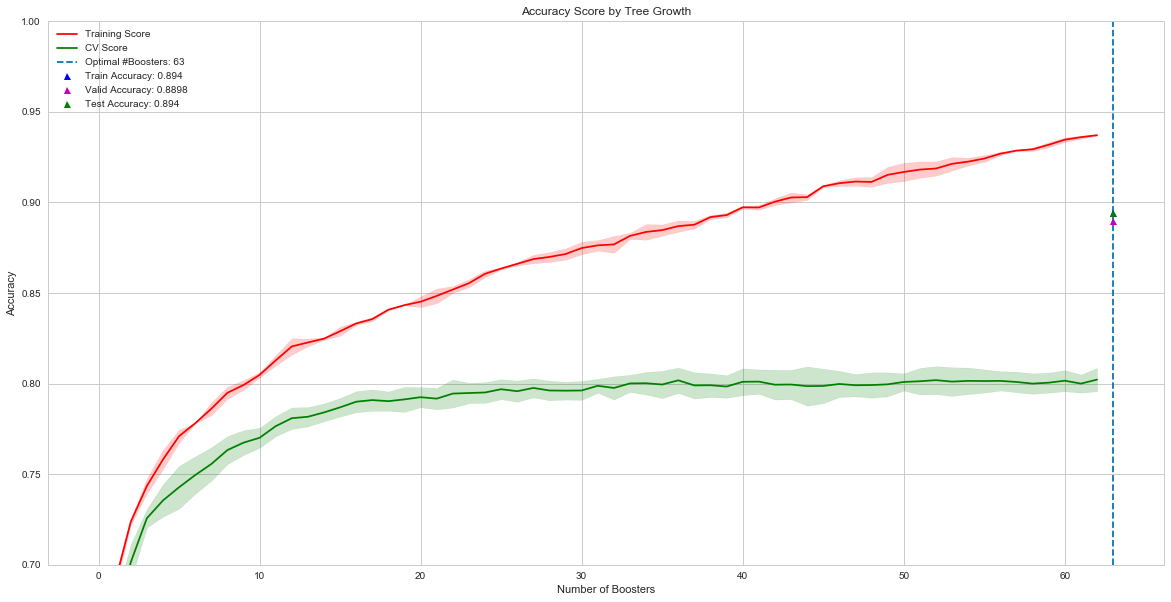 Accuracy Score by Tree Growth
1.00
0.95
0.90
0.85
0.80
0.75
0.70
Accuracy
Training Score
CV Score
Optimal #Boosters: 63
Train Accuracy: 0.894
Valid Accuracy: 0.8898
Test Accuracy: 0.894
0 10 20 30 40 50 60
Number of Boosters